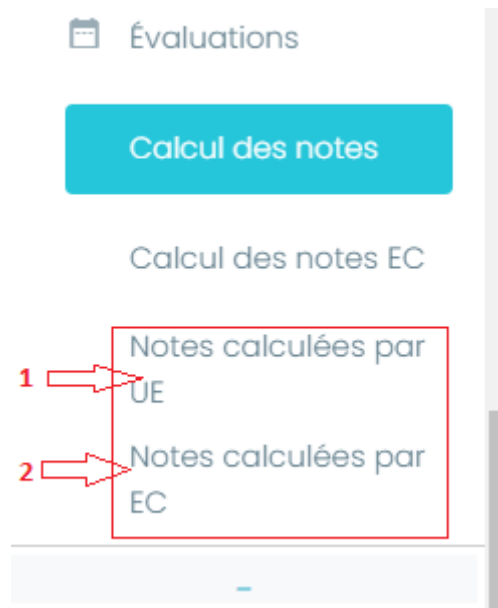 Évaluations
Calcul des notes
Calcul des notes EC
Notes calculées par
1
UE
Notes calculées par
2
EC